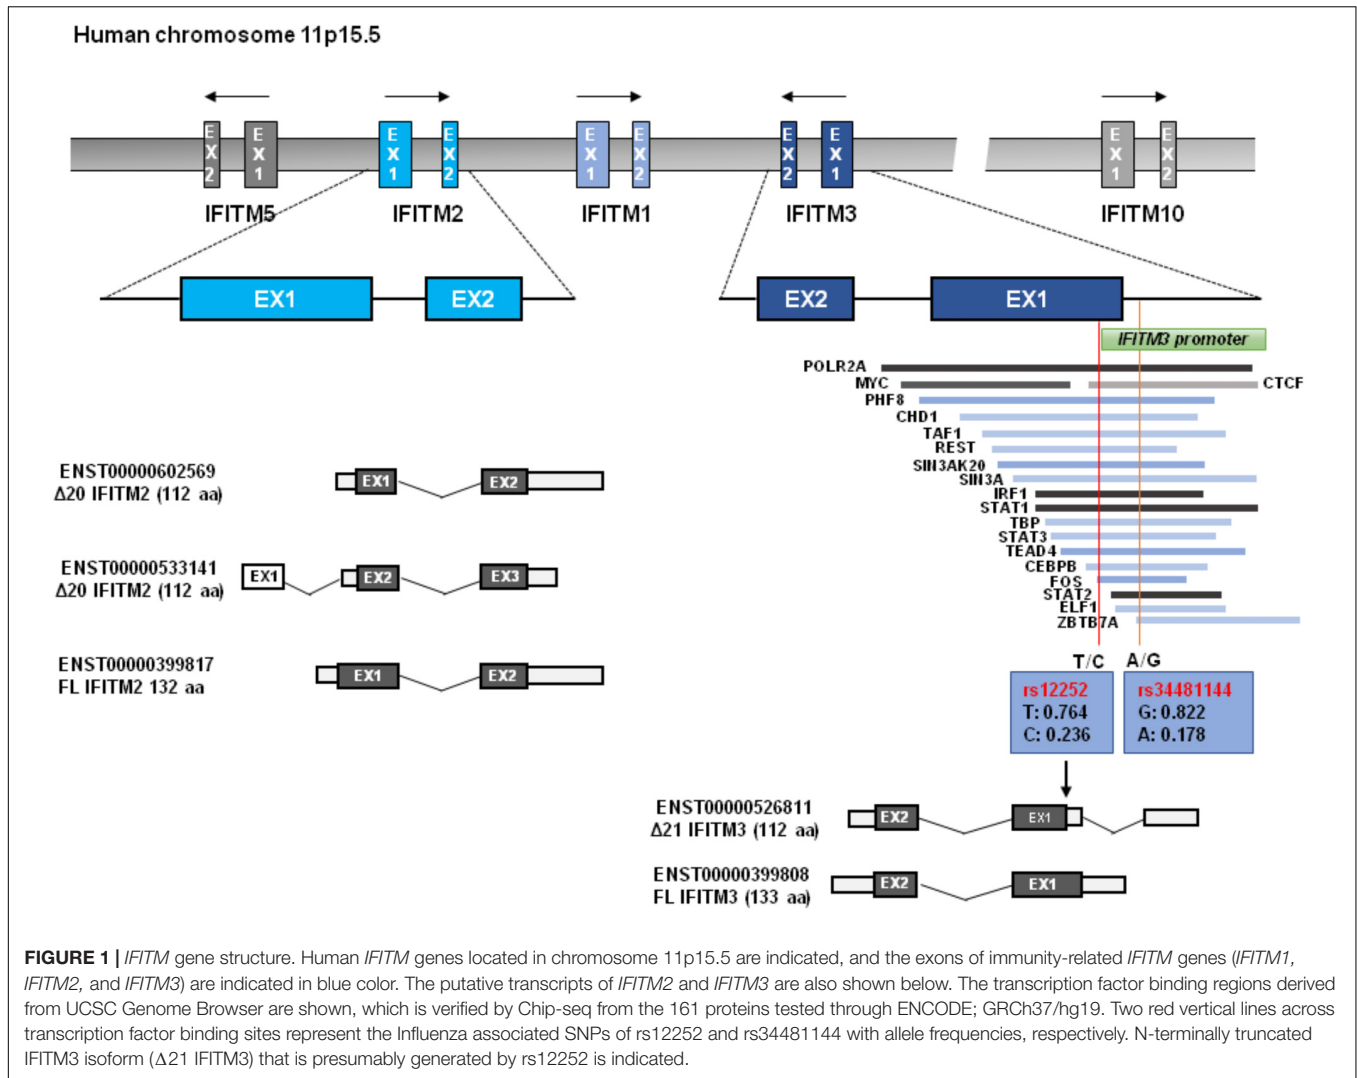 Human chromosome 11p15.5
EX2
EX1
EX1
EX2
EX1
EX2
EX2
EX1
EX1
EX2
IFITM5
IFITM2
IFITM1
IFITM3
IFITM10
EX1
EX2
EX2
EX1
IFITM3 promoter
POLR2A
MYC
CTCF
PHF8
CHD1
TAF1
REST
SIN3AK20
SIN3A
IRF1
STAT1
TBP
STAT3
TEAD4
CEBPB
FOS
STAT2
ELF1
ZBTB7A
ENST00000602569
Δ20 IFITM2 (112 aa)
EX1
EX2
ENST00000533141
Δ20 IFITM2 (112 aa)
EX1
EX2
EX3
ENST00000399817
FL IFITM2 132 aa
EX1
EX2
T/C
A/G
rs12252
T: 0.764
C: 0.236
rs34481144
G: 0.822
A: 0.178
ENST00000526811
Δ21 IFITM3 (112 aa)
EX2
EX1
ENST00000399808
FL IFITM3 (133 aa)
EX2
EX1
FIGURE 1 | IFITM gene structure. Human IFITM genes located in chromosome 11p15.5 are indicated, and the exons of immunity-related IFITM genes (IFITM1,
IFITM2, and IFITM3) are indicated in blue color. The putative transcripts of IFITM2 and IFITM3 are also shown below. The transcription factor binding regions derived
from UCSC Genome Browser are shown, which is verified by Chip-seq from the 161 proteins tested through ENCODE; GRCh37/hg19. Two red vertical lines across
transcription factor binding sites represent the Influenza associated SNPs of rs12252 and rs34481144 with allele frequencies, respectively. N-terminally truncated
IFITM3 isoform (Δ21 IFITM3) that is presumably generated by rs12252 is indicated.